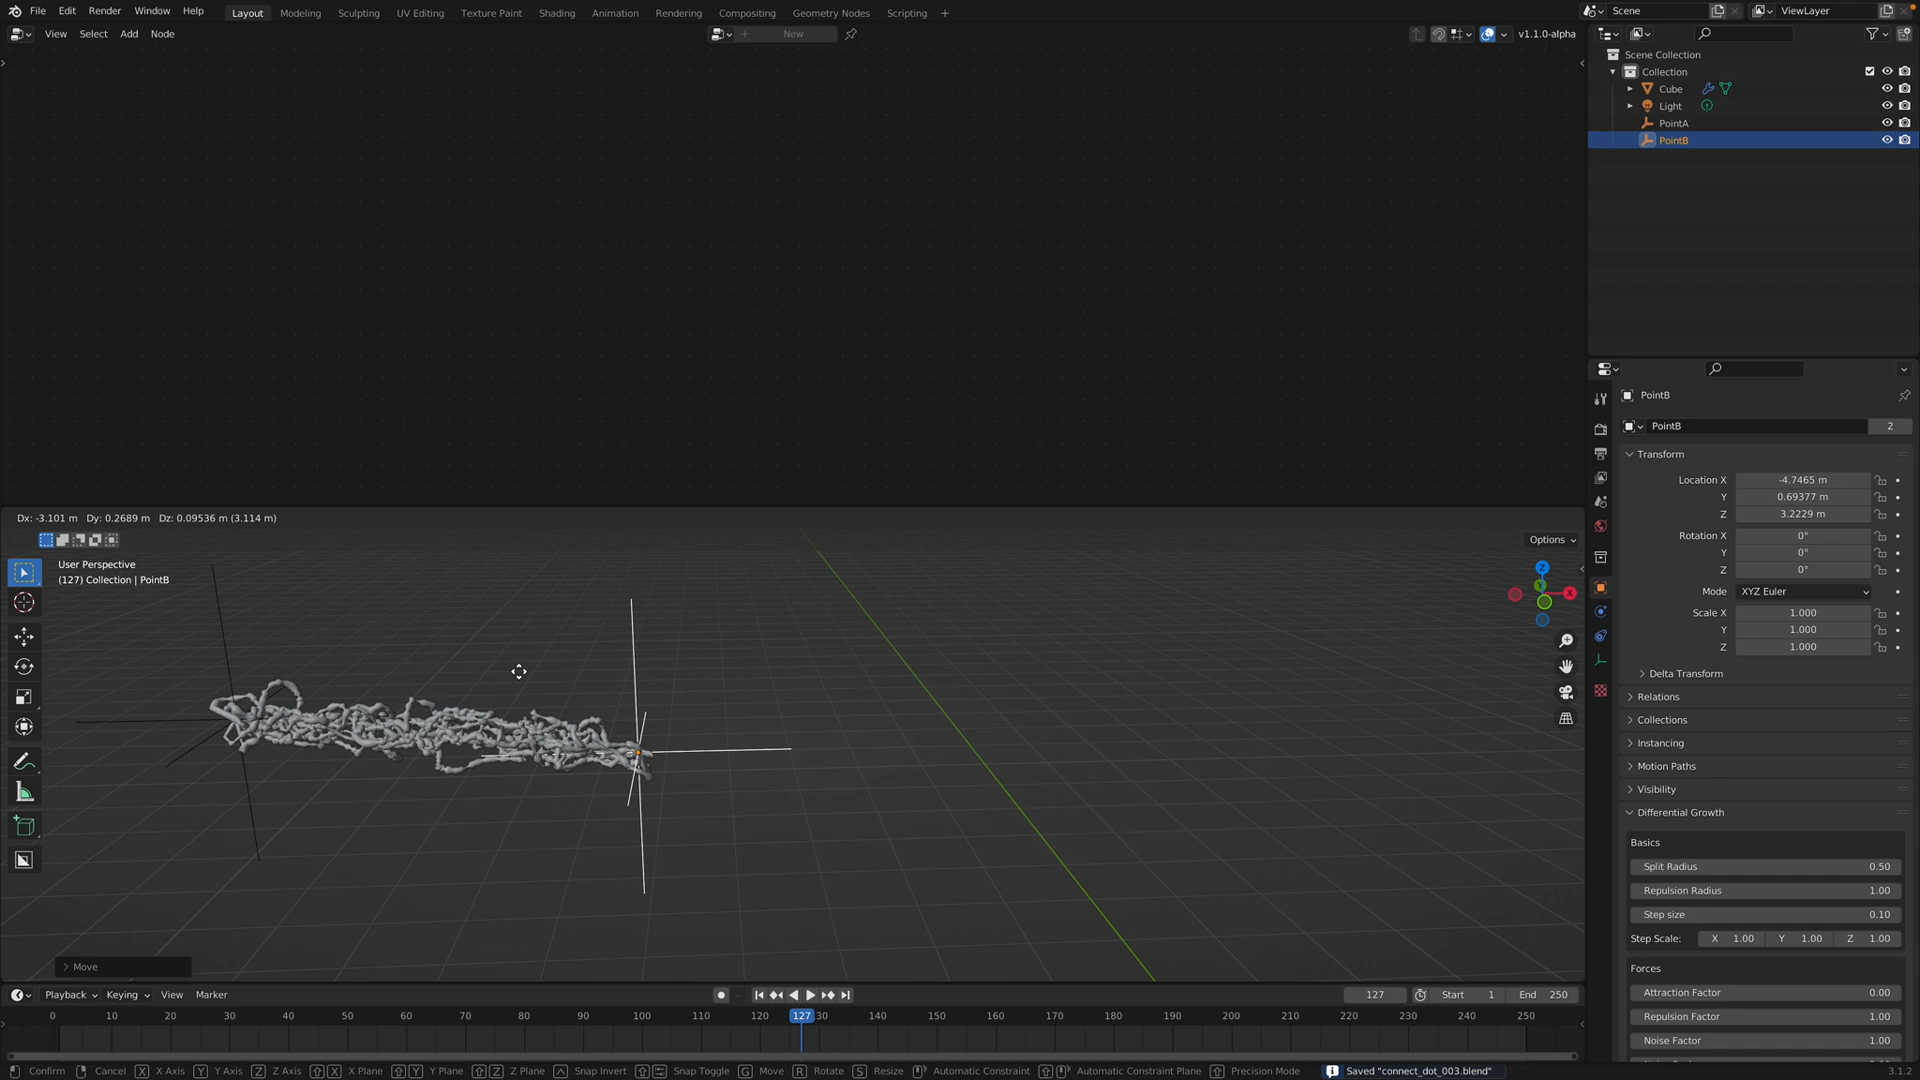 File Edit Render Window Help Layout Modeling Sculpting UV Editing Texture Paint Shading Animation Rendering Compositing Geometry Nodes Scripting + Scene ViewLayer
View Select Add Node New v1.1.0-alpha
Scene Collection
Collection
Cube
Light
PointA
PointB
PointB
PointB 2
Transform
Location X -4.7465 m
Y 0.69377 m
Z 3.2229 m
Rotation X 0°
Y 0°
Z 0°
Mode XYZ Euler
Scale X 1.000
Y 1.000
Z 1.000
Delta Transform
Relations
Collections
Instancing
Motion Paths
Visibility
Differential Growth
Basics
Split Radius 0.50
Repulsion Radius 1.00
Step size 0.10
Step Scale: X 1.00 Y 1.00 Z 1.00
Forces
Attraction Factor 0.00
Repulsion Factor 1.00
Noise Factor 1.00
Dx: -3.101 m Dy: 0.2689 m Dz: 0.09536 m (3.114 m)
Options
User Perspective
(127) Collection | PointB
Z
Y
X
Move
Playback Keying View Marker 127 Start 1 End 250
0 10 20 30 40 50 60 70 80 90 100 110 120 127 30 140 150 160 170 180 190 200 210 220 230 240 250
Confirm Cancel X X Axis Y Y Axis Z Z Axis X X Plane Y Y Plane Z Z Plane Snap Invert Snap Toggle G Move R Rotate S Resize Automatic Constraint Automatic Constraint Plane Precision Mode Saved "connect_dot_003.blend" 3.1.2